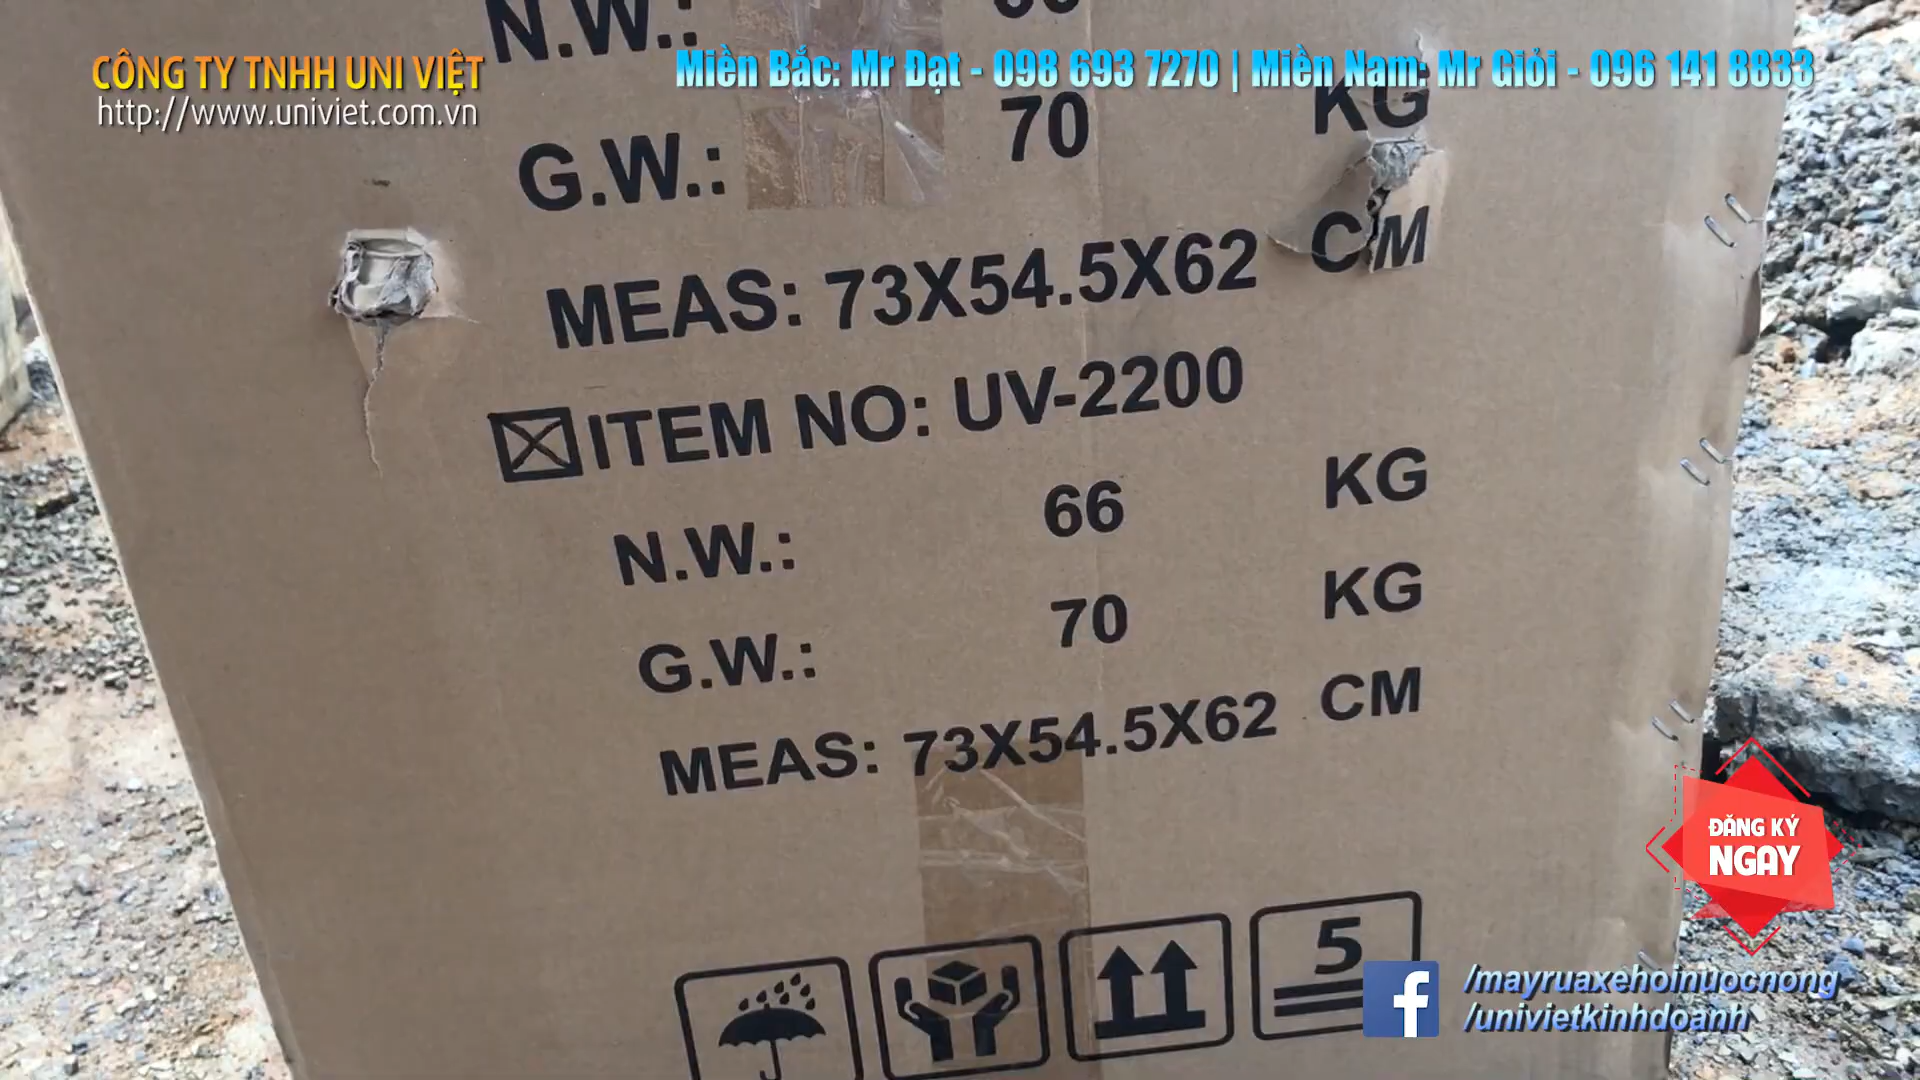 N.W.:
CÔNG TY TNHH UNI VIỆT
http://www.univiet.com.vn
Miền Bắc: Mr Đạt - 098 693 7270 | Miền Nam: Mr Giỏi - 096 141 8833
G.W.: 70 KG
MEAS: 73X54.5X62 CM
ITEM NO: UV-2200
N.W.: 66 KG
G.W.: 70 KG
MEAS: 73X54.5X62 CM
ĐĂNG KÝ
NGAY
5
f
/mayruaxehoinuocnong
/univietkinhdoanh